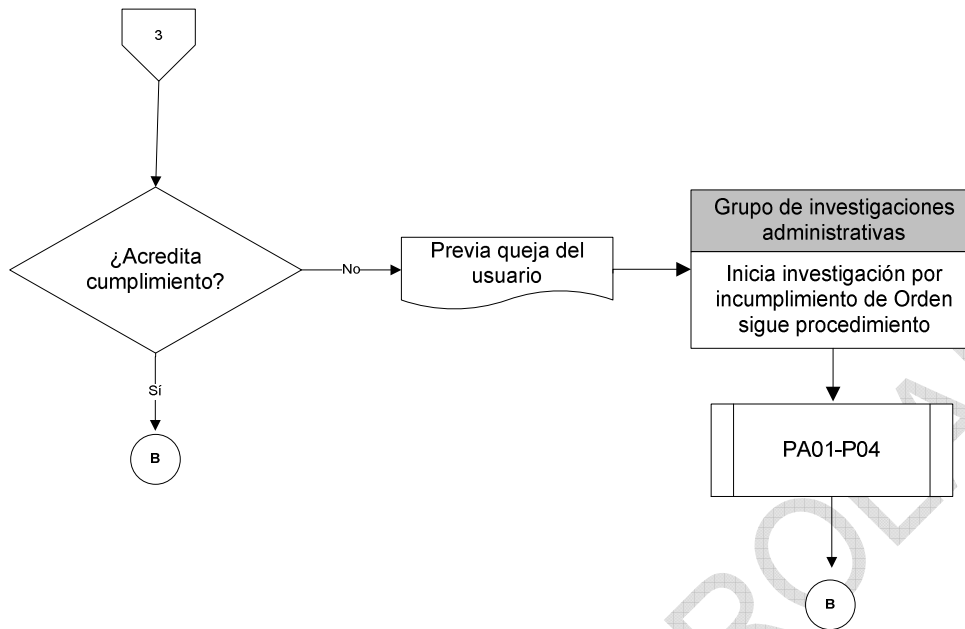 3
¿Acredita
cumplimiento?
No
Previa queja del
usuario
Grupo de investigaciones
administrativas
Inicia investigación por
incumplimiento de Orden
sigue procedimiento
Sí
B
PA01-P04
B